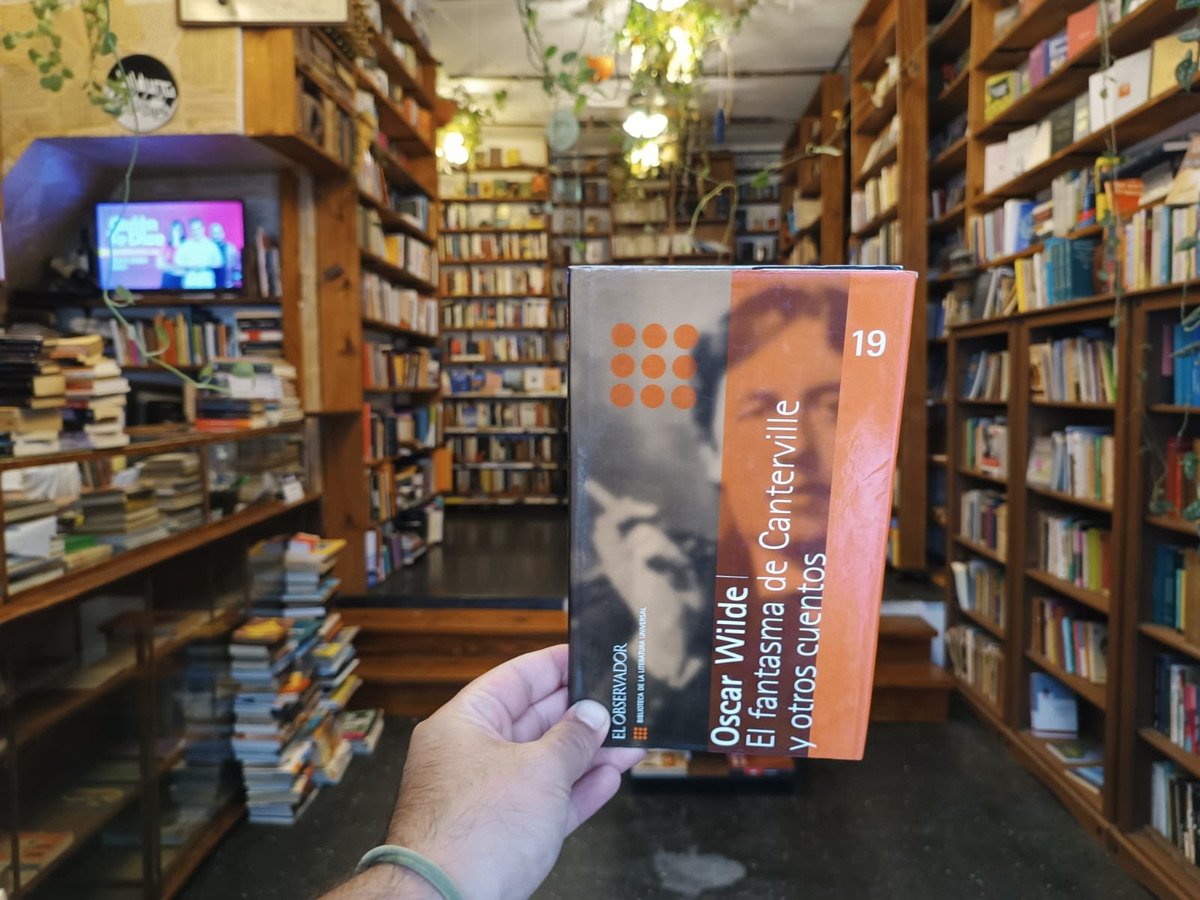 19
Oscar Wilde
El fantasma de Canterville
y otros cuentos
EL OBSERVADOR
BIBLIOTECA DE LA LITERATURA UNIVERSAL